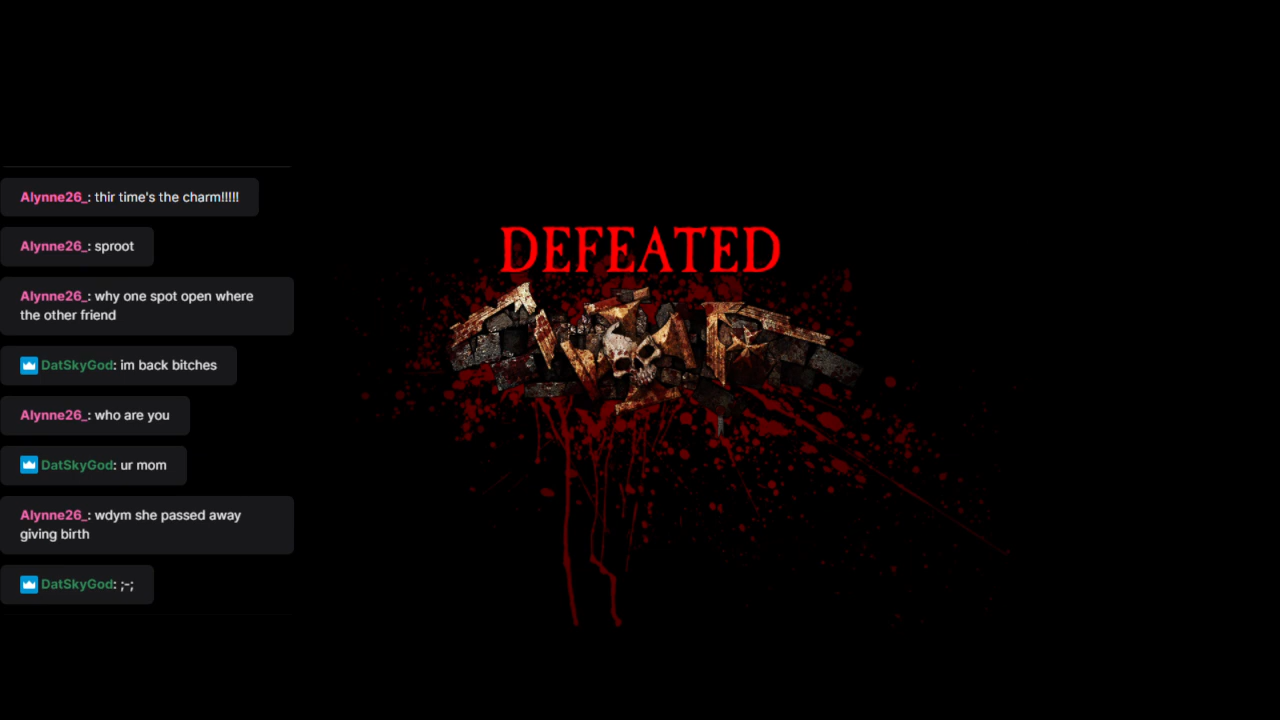 Alynne26_: thir time's the charm!!!!!
Alynne26_: sproot
Alynne26_: why one spot open where
the other friend
DatSkyGod: im back bitches
Alynne26_: who are you
DatSkyGod: ur mom
Alynne26_: wdym she passed away
giving birth
DatSkyGod: ;-;
DEFEATED